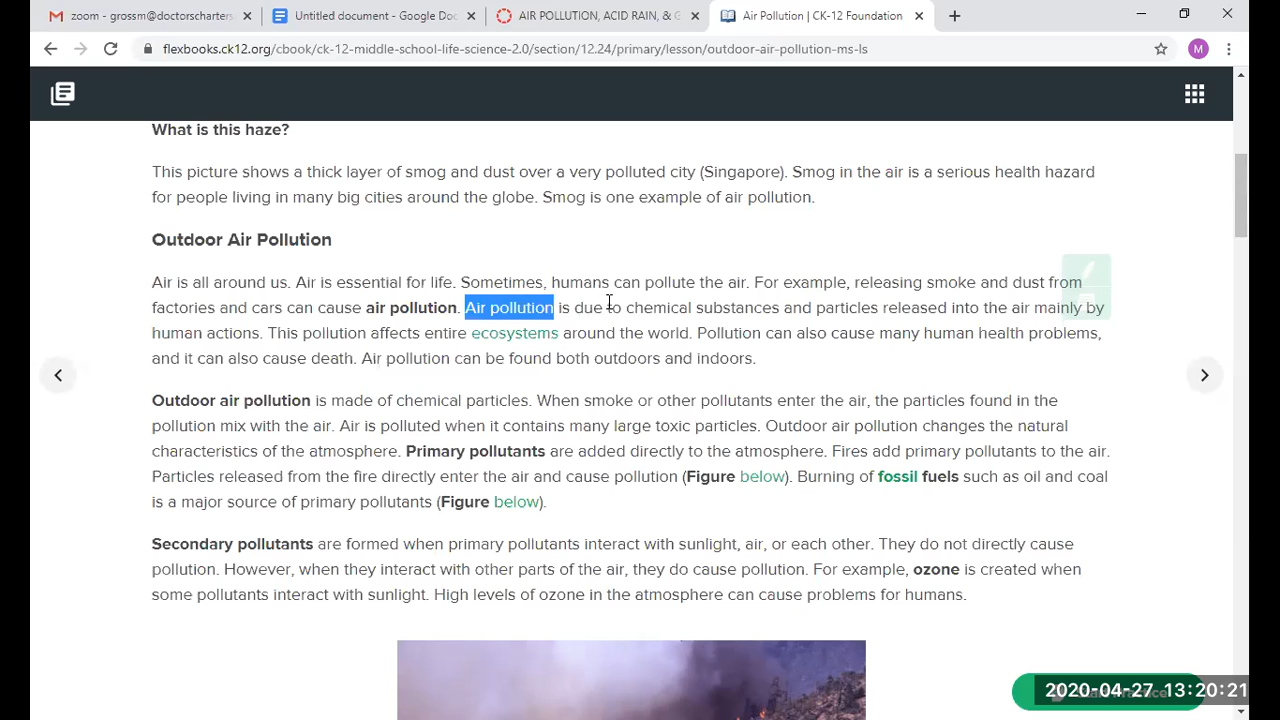 zoom - grossm@doctorscharters
Untitled document - Google Doc
AIR POLLUTION, ACID RAIN, & G
Air Pollution | CK-12 Foundation
flexbooks.ck12.org/cbook/ck-12-middle-school-life-science-2.0/section/12.24/primary/lesson/outdoor-air-pollution-ms-ls
M
What is this haze?
This picture shows a thick layer of smog and dust over a very polluted city (Singapore). Smog in the air is a serious health hazard
for people living in many big cities around the globe. Smog is one example of air pollution.
Outdoor Air Pollution
Air is all around us. Air is essential for life. Sometimes, humans can pollute the air. For example, releasing smoke and dust from
factories and cars can cause air pollution. Air pollution is due to chemical substances and particles released into the air mainly by
human actions. This pollution affects entire ecosystems around the world. Pollution can also cause many human health problems,
and it can also cause death. Air pollution can be found both outdoors and indoors.
Outdoor air pollution is made of chemical particles. When smoke or other pollutants enter the air, the particles found in the
pollution mix with the air. Air is polluted when it contains many large toxic particles. Outdoor air pollution changes the natural
characteristics of the atmosphere. Primary pollutants are added directly to the atmosphere. Fires add primary pollutants to the air.
Particles released from the fire directly enter the air and cause pollution (Figure below). Burning of fossil fuels such as oil and coal
is a major source of primary pollutants (Figure below).
Secondary pollutants are formed when primary pollutants interact with sunlight, air, or each other. They do not directly cause
pollution. However, when they interact with other parts of the air, they do cause pollution. For example, ozone is created when
some pollutants interact with sunlight. High levels of ozone in the atmosphere can cause problems for humans.
2020-04-27 13:20:21